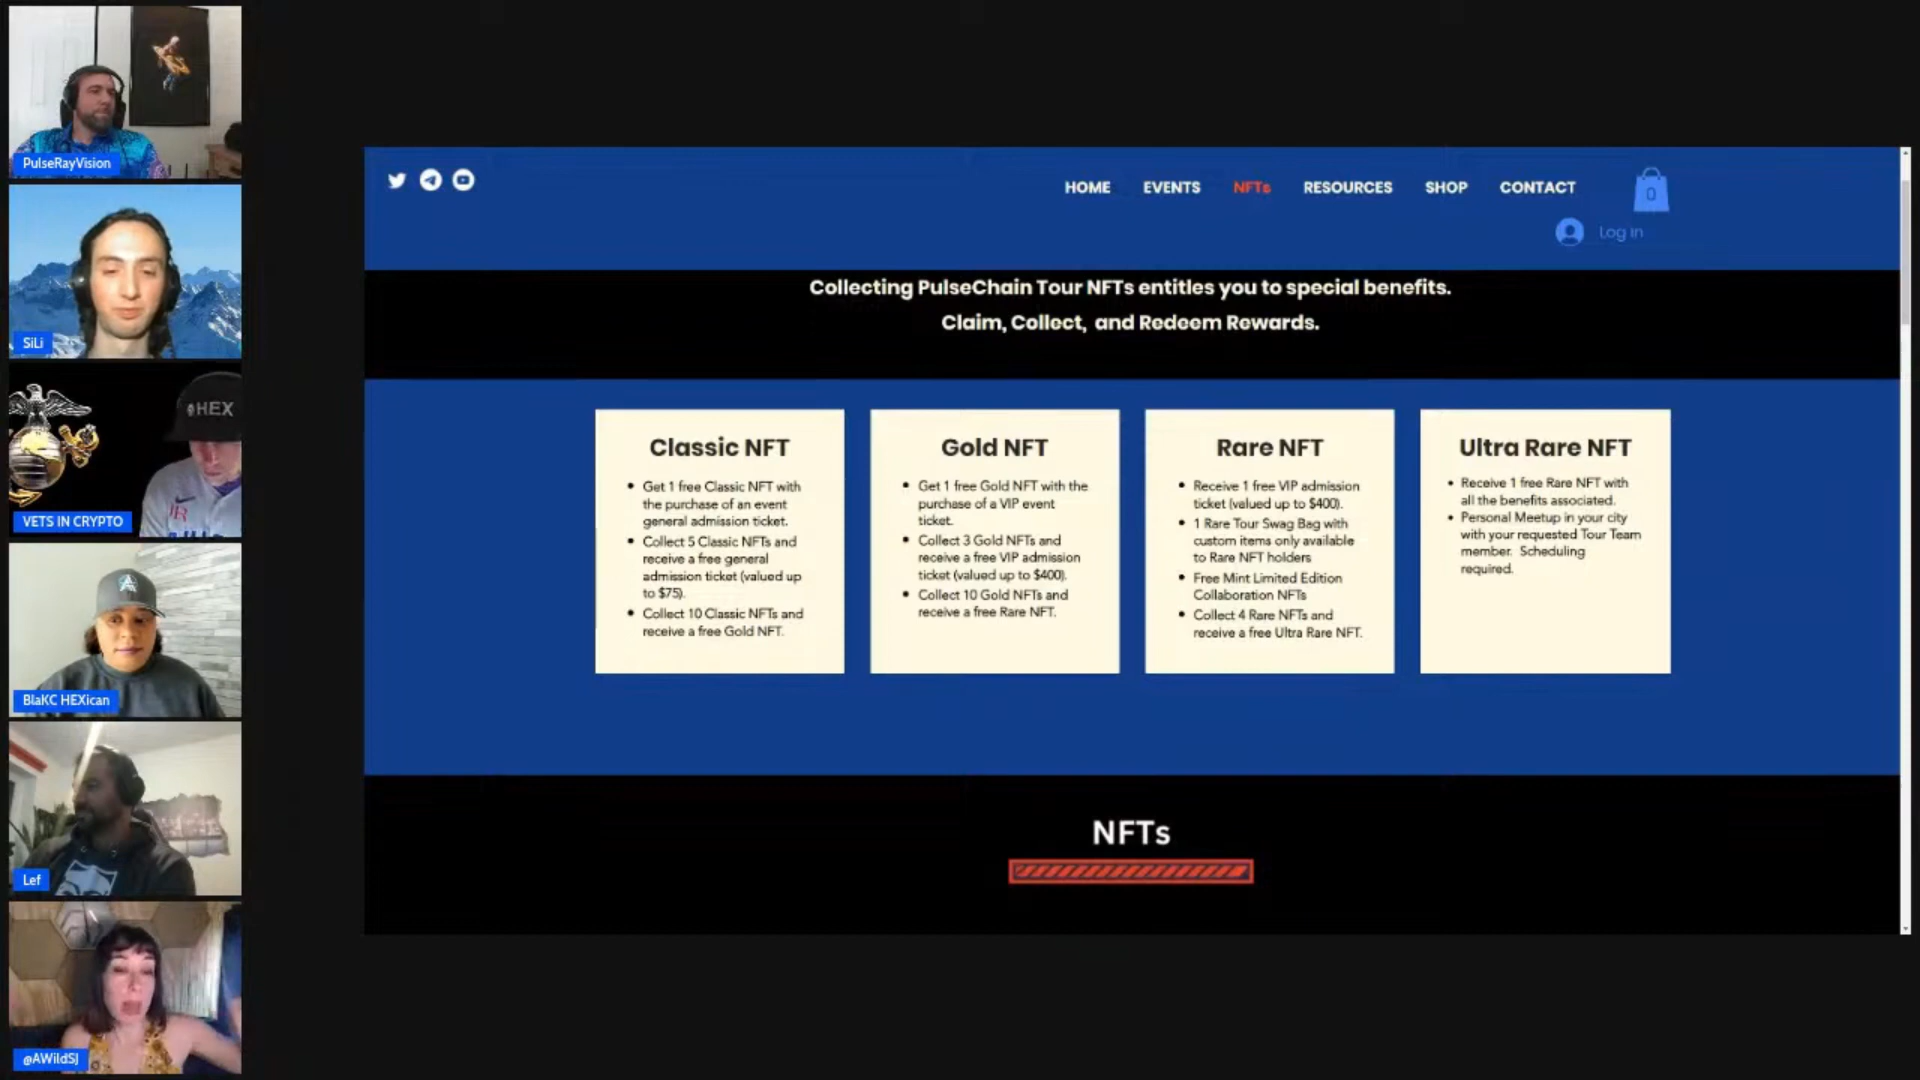 PulseRayVision
SiLi
HEX
JR
VETS IN CRYPTO
BlaKC HEXican
Lef
@AWildSJ
HOME EVENTS NFTs RESOURCES SHOP CONTACT
0
Log in
Collecting PulseChain Tour NFTs entitles you to special benefits.
Claim, Collect, and Redeem Rewards.
Classic NFT
• Get 1 free Classic NFT with
the purchase of an event
general admission ticket.
• Collect 5 Classic NFTs and
receive a free general
admission ticket (valued up
to $75).
• Collect 10 Classic NFTs and
receive a free Gold NFT.
Gold NFT
• Get 1 free Gold NFT with the
purchase of a VIP event
ticket.
• Collect 3 Gold NFTs and
receive a free VIP admission
ticket (valued up to $400).
• Collect 10 Gold NFTs and
receive a free Rare NFT.
Rare NFT
• Receive 1 free VIP admission
ticket (valued up to $400).
• 1 Rare Tour Swag Bag with
custom items only available
to Rare NFT holders
• Free Mint Limited Edition
Collaboration NFTs
• Collect 4 Rare NFTs and
receive a free Ultra Rare NFT.
Ultra Rare NFT
• Receive 1 free Rare NFT with
all the benefits associated.
• Personal Meetup in your city
with your requested Tour Team
member. Scheduling
required.
NFTs